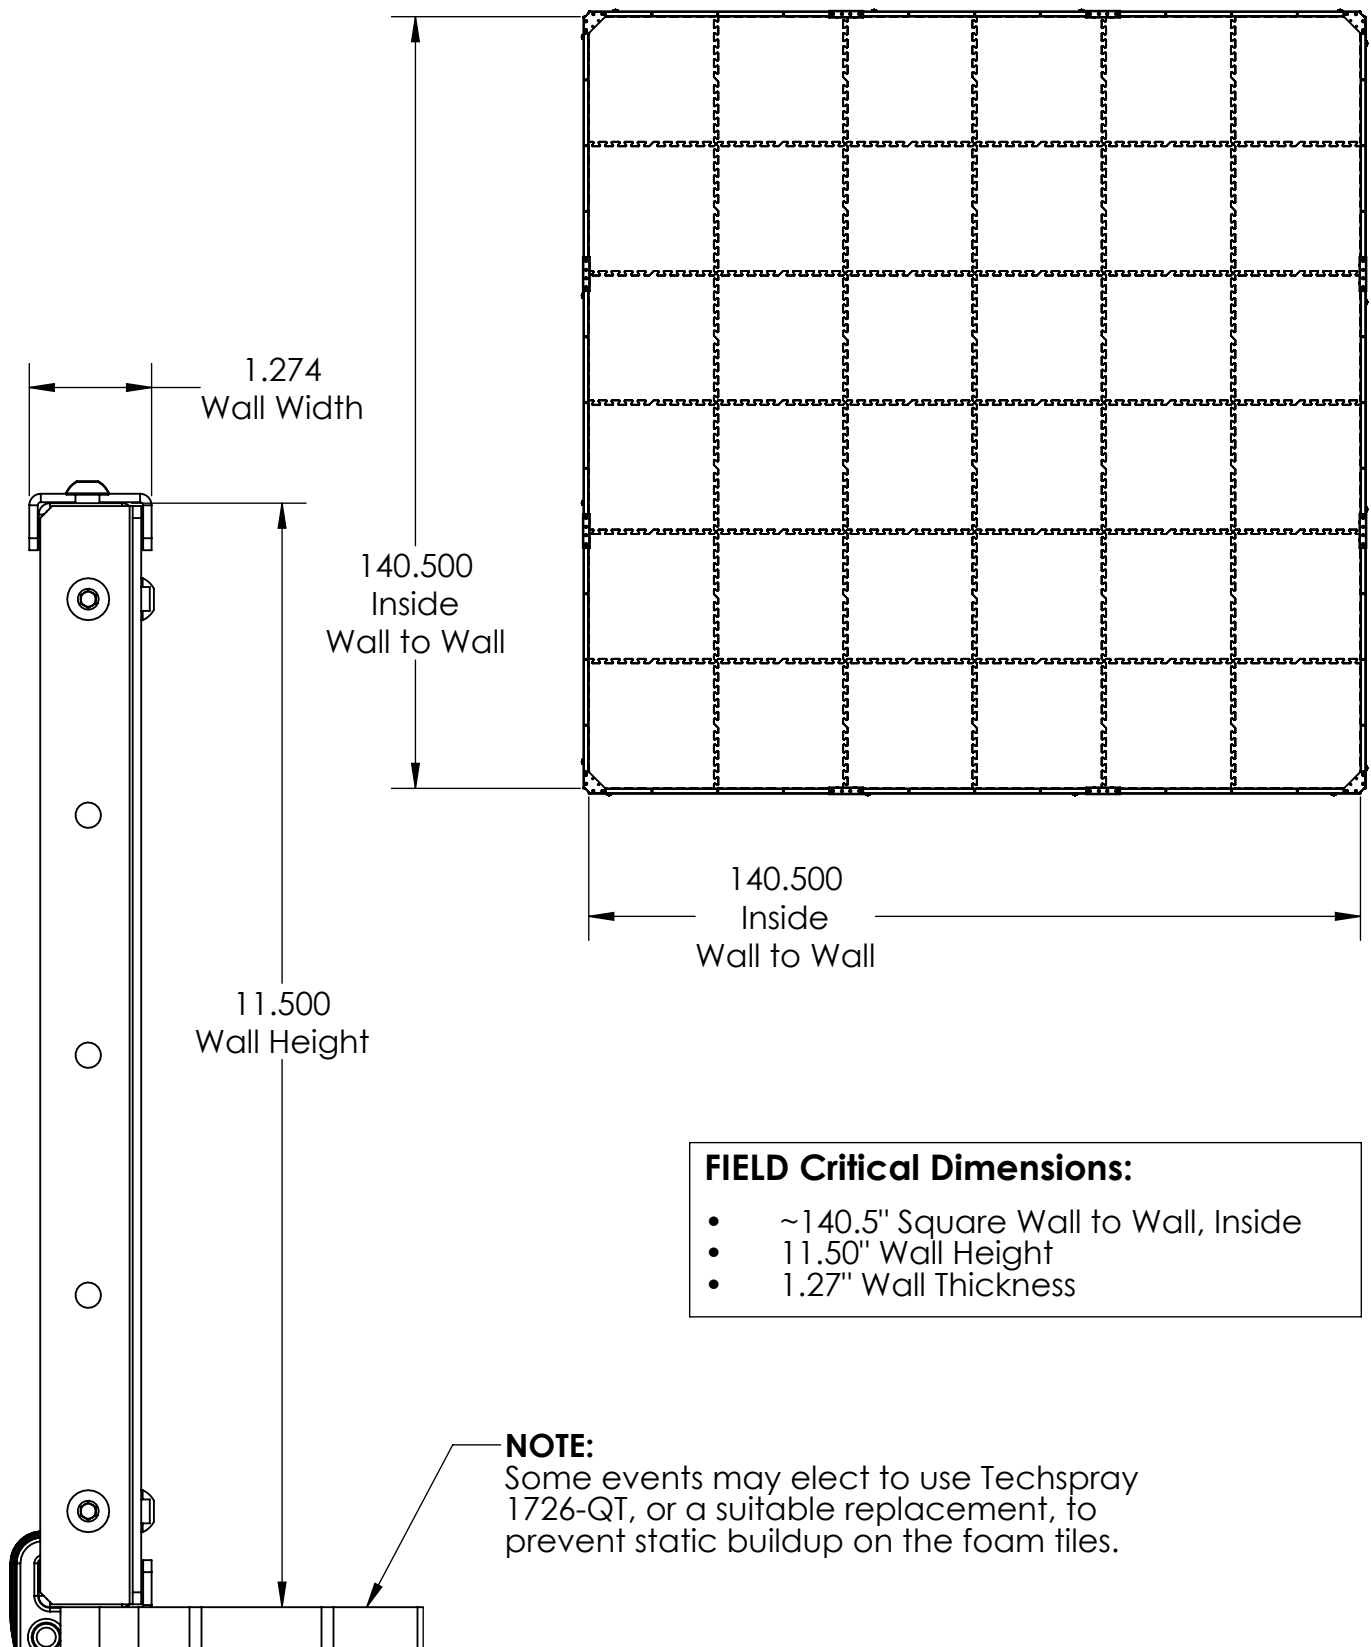 1.274
Wall Width
140.500
Inside
Wall to Wall
140.500
Inside
Wall to Wall
11.500
Wall Height
FIELD Critical Dimensions:
• ~140.5" Square Wall to Wall, Inside
• 11.50" Wall Height
• 1.27" Wall Thickness
NOTE:
Some events may elect to use Techspray
1726-QT, or a suitable replacement, to
prevent static buildup on the foam tiles.